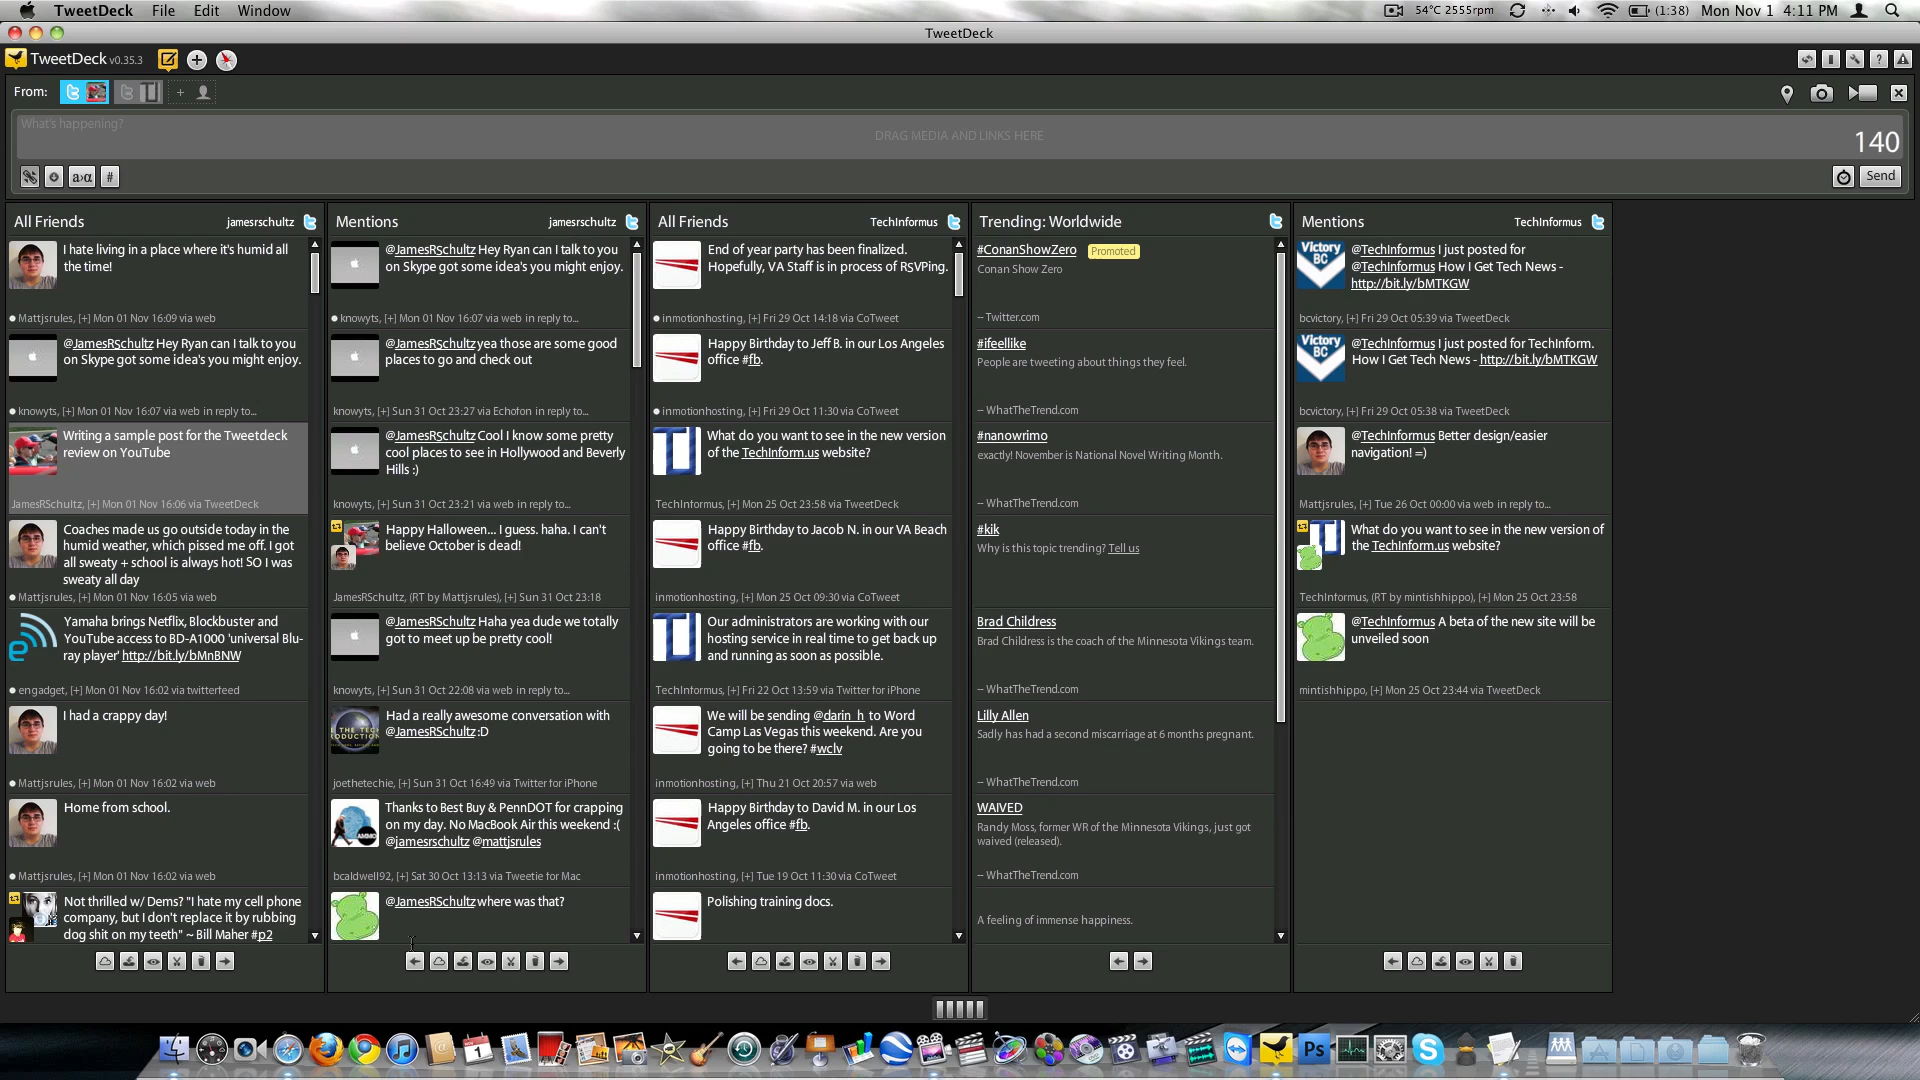 TweetDeck File Edit Window
54°C 2555rpm (1:38) Mon Nov 1 4:11 PM
TweetDeck
TweetDeck v0.35.3
From:
What's happening?
DRAG MEDIA AND LINKS HERE
140
a›α #
Send
All Friends jamesrschultz
I hate living in a place where it's humid all
the time!
Mattjsrules, [+] Mon 01 Nov 16:09 via web
@JamesRSchultz Hey Ryan can I talk to you
on Skype got some idea's you might enjoy.
knowyts, [+] Mon 01 Nov 16:07 via web in reply to...
Writing a sample post for the Tweetdeck
review on YouTube
JamesRSchultz, [+] Mon 01 Nov 16:06 via TweetDeck
Coaches made us go outside today in the
humid weather, which pissed me off. I got
all sweaty + school is always hot! SO I was
sweaty all day
Mattjsrules, [+] Mon 01 Nov 16:05 via web
Yamaha brings Netflix, Blockbuster and
YouTube access to BD-A1000 'universal Blu-
ray player' http://bit.ly/bMnBNW
engadget, [+] Mon 01 Nov 16:02 via twitterfeed
I had a crappy day!
Mattjsrules, [+] Mon 01 Nov 16:02 via web
Home from school.
Mattjsrules, [+] Mon 01 Nov 16:02 via web
Not thrilled w/ Dems? "I hate my cell phone
company, but I don't replace it by rubbing
dog shit on my teeth" ~ Bill Maher #p2
Mentions jamesrschultz
@JamesRSchultz Hey Ryan can I talk to you
on Skype got some idea's you might enjoy.
knowyts, [+] Mon 01 Nov 16:07 via web in reply to...
@JamesRSchultz yea those are some good
places to go and check out
knowyts, [+] Sun 31 Oct 23:27 via Echofon in reply to...
@JamesRSchultz Cool I know some pretty
cool places to see in Hollywood and Beverly
Hills :)
knowyts, [+] Sun 31 Oct 23:21 via web in reply to...
Happy Halloween... I guess. haha. I can't
believe October is dead!
JamesRSchultz, (RT by Mattjsrules), [+] Sun 31 Oct 23:18
@JamesRSchultz Haha yea dude we totally
got to meet up be pretty cool!
knowyts, [+] Sun 31 Oct 22:08 via web in reply to...
Had a really awesome conversation with
@JamesRSchultz :D
joethetechie, [+] Sun 31 Oct 16:49 via Twitter for iPhone
Thanks to Best Buy & PennDOT for crapping
on my day. No MacBook Air this weekend :(
@jamesrschultz @mattjsrules
bcaldwell92, [+] Sat 30 Oct 13:13 via Tweetie for Mac
@JamesRSchultz where was that?
All Friends TechInformus
End of year party has been finalized.
Hopefully, VA Staff is in process of RSVPing.
inmotionhosting, [+] Fri 29 Oct 14:18 via CoTweet
Happy Birthday to Jeff B. in our Los Angeles
office #fb.
inmotionhosting, [+] Fri 29 Oct 11:30 via CoTweet
What do you want to see in the new version
of the TechInform.us website?
TechInformus, [+] Mon 25 Oct 23:58 via TweetDeck
Happy Birthday to Jacob N. in our VA Beach
office #fb.
inmotionhosting, [+] Mon 25 Oct 09:30 via CoTweet
Our administrators are working with our
hosting service in real time to get back up
and running as soon as possible.
TechInformus, [+] Fri 22 Oct 13:59 via Twitter for iPhone
We will be sending @darin_h to Word
Camp Las Vegas this weekend. Are you
going to be there? #wclv
inmotionhosting, [+] Thu 21 Oct 20:57 via web
Happy Birthday to David M. in our Los
Angeles office #fb.
inmotionhosting, [+] Tue 19 Oct 11:30 via CoTweet
Polishing training docs.
Trending: Worldwide
#ConanShowZero Promoted
Conan Show Zero
-- Twitter.com
#ifeellike
People are tweeting about things they feel.
-- WhatTheTrend.com
#nanowrimo
exactly! November is National Novel Writing Month.
-- WhatTheTrend.com
#kik
Why is this topic trending? Tell us
Brad Childress
Brad Childress is the coach of the Minnesota Vikings team.
-- WhatTheTrend.com
Lilly Allen
Sadly has had a second miscarriage at 6 months pregnant.
-- WhatTheTrend.com
WAIVED
Randy Moss, former WR of the Minnesota Vikings, just got
waived (released).
-- WhatTheTrend.com
A feeling of immense happiness.
Mentions TechInformus
Victory
BC
@TechInformus I just posted for
@TechInformus How I Get Tech News -
http://bit.ly/bMTKGW
bcvictory, [+] Fri 29 Oct 05:39 via TweetDeck
Victory
BC
@TechInformus I just posted for TechInform.
How I Get Tech News - http://bit.ly/bMTKGW
bcvictory, [+] Fri 29 Oct 05:38 via TweetDeck
@TechInformus Better design/easier
navigation! =)
Mattjsrules, [+] Tue 26 Oct 00:00 via web in reply to...
What do you want to see in the new version of
the TechInform.us website?
TechInformus, (RT by mintishhippo), [+] Mon 25 Oct 23:58
@TechInformus A beta of the new site will be
unveiled soon
mintishhippo, [+] Mon 25 Oct 23:44 via TweetDeck
1
Ps